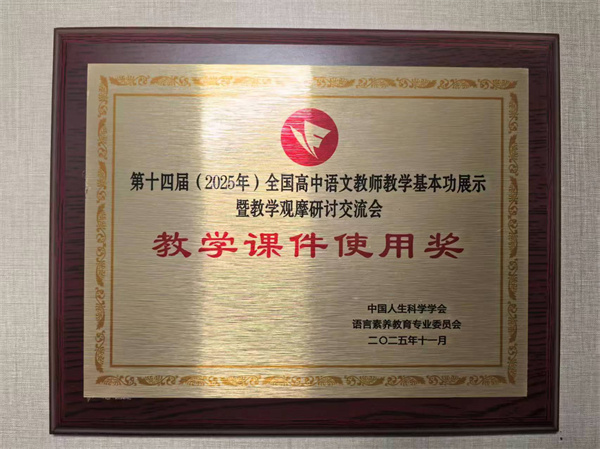 第十四届（2025年）全国高中语文教师教学基本功展示
暨教学观摩研讨交流会
教学课件使用奖
中国人生科学学会
语言素养教育专业委员会
二〇二五年十一月